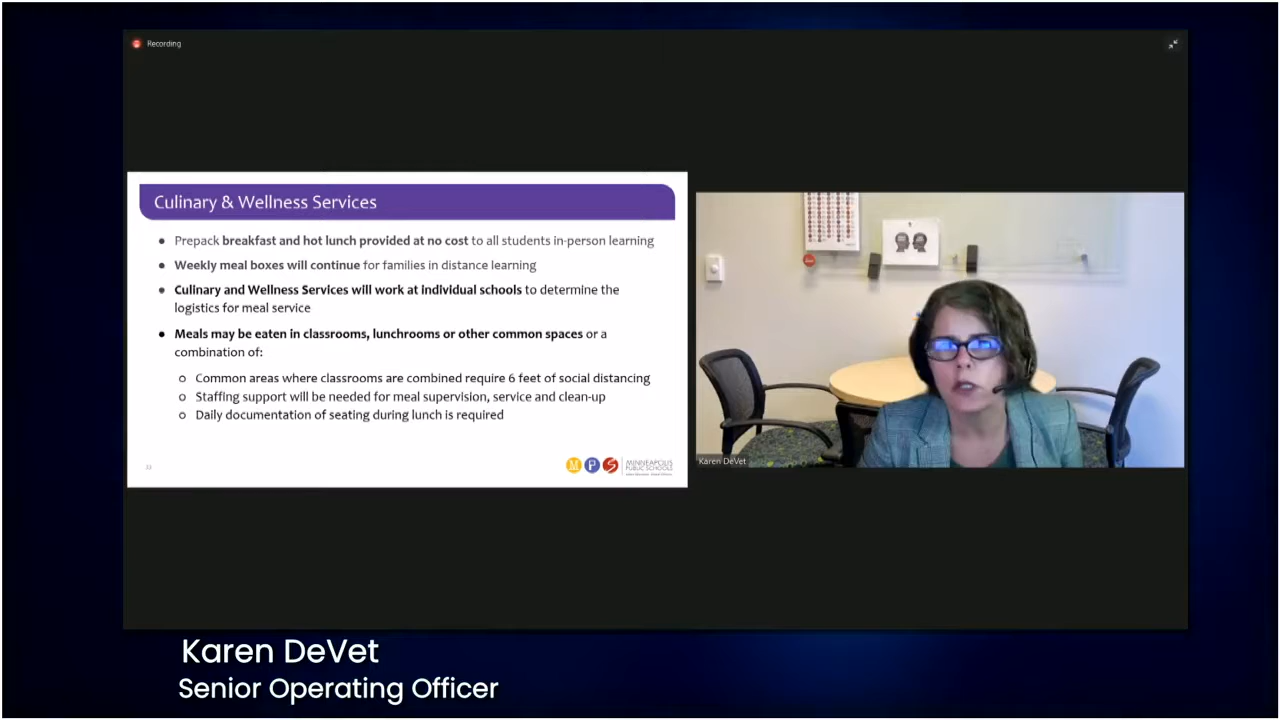 Recording
Culinary & Wellness Services
• Prepack breakfast and hot lunch provided at no cost to all students in-person learning
• Weekly meal boxes will continue for families in distance learning
• Culinary and Wellness Services will work at individual schools to determine the
logistics for meal service
• Meals may be eaten in classrooms, lunchrooms or other common spaces or a
combination of:
○ Common areas where classrooms are combined require 6 feet of social distancing
○ Staffing support will be needed for meal supervision, service and clean-up
○ Daily documentation of seating during lunch is required
M P S MINNEAPOLIS
PUBLIC SCHOOLS
Karen DeVet
Karen DeVet
Senior Operating Officer